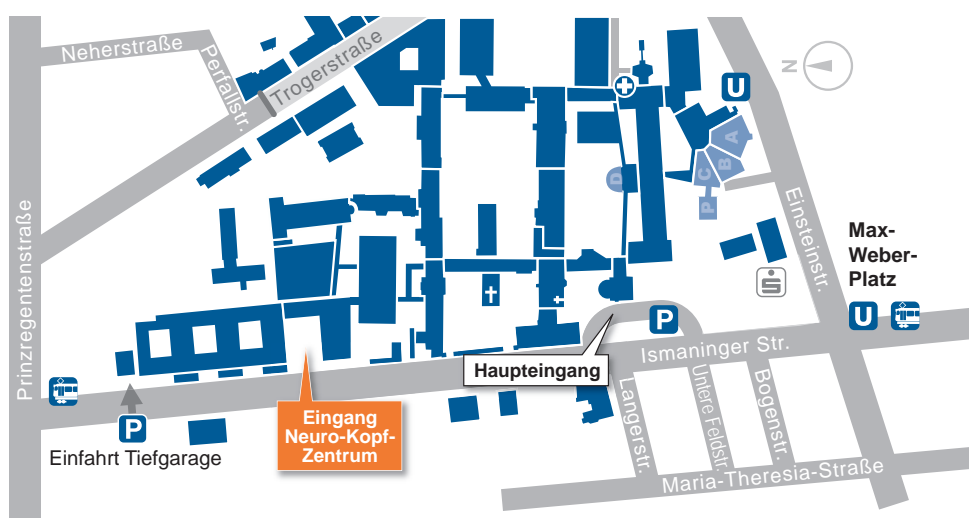 Neherstraße
Perfallstr.
Trogerstraße
N
U
A
B
C
P
D
Prinzregentenstraße
Einsteinstr.
Max-
Weber-
Platz
S
U
P
Ismaninger Str.
Haupteingang
Langerstr.
Untere Feldstr.
Bogenstr.
Maria-Theresia-Straße
Eingang
Neuro-Kopf-
Zentrum
P
Einfahrt Tiefgarage